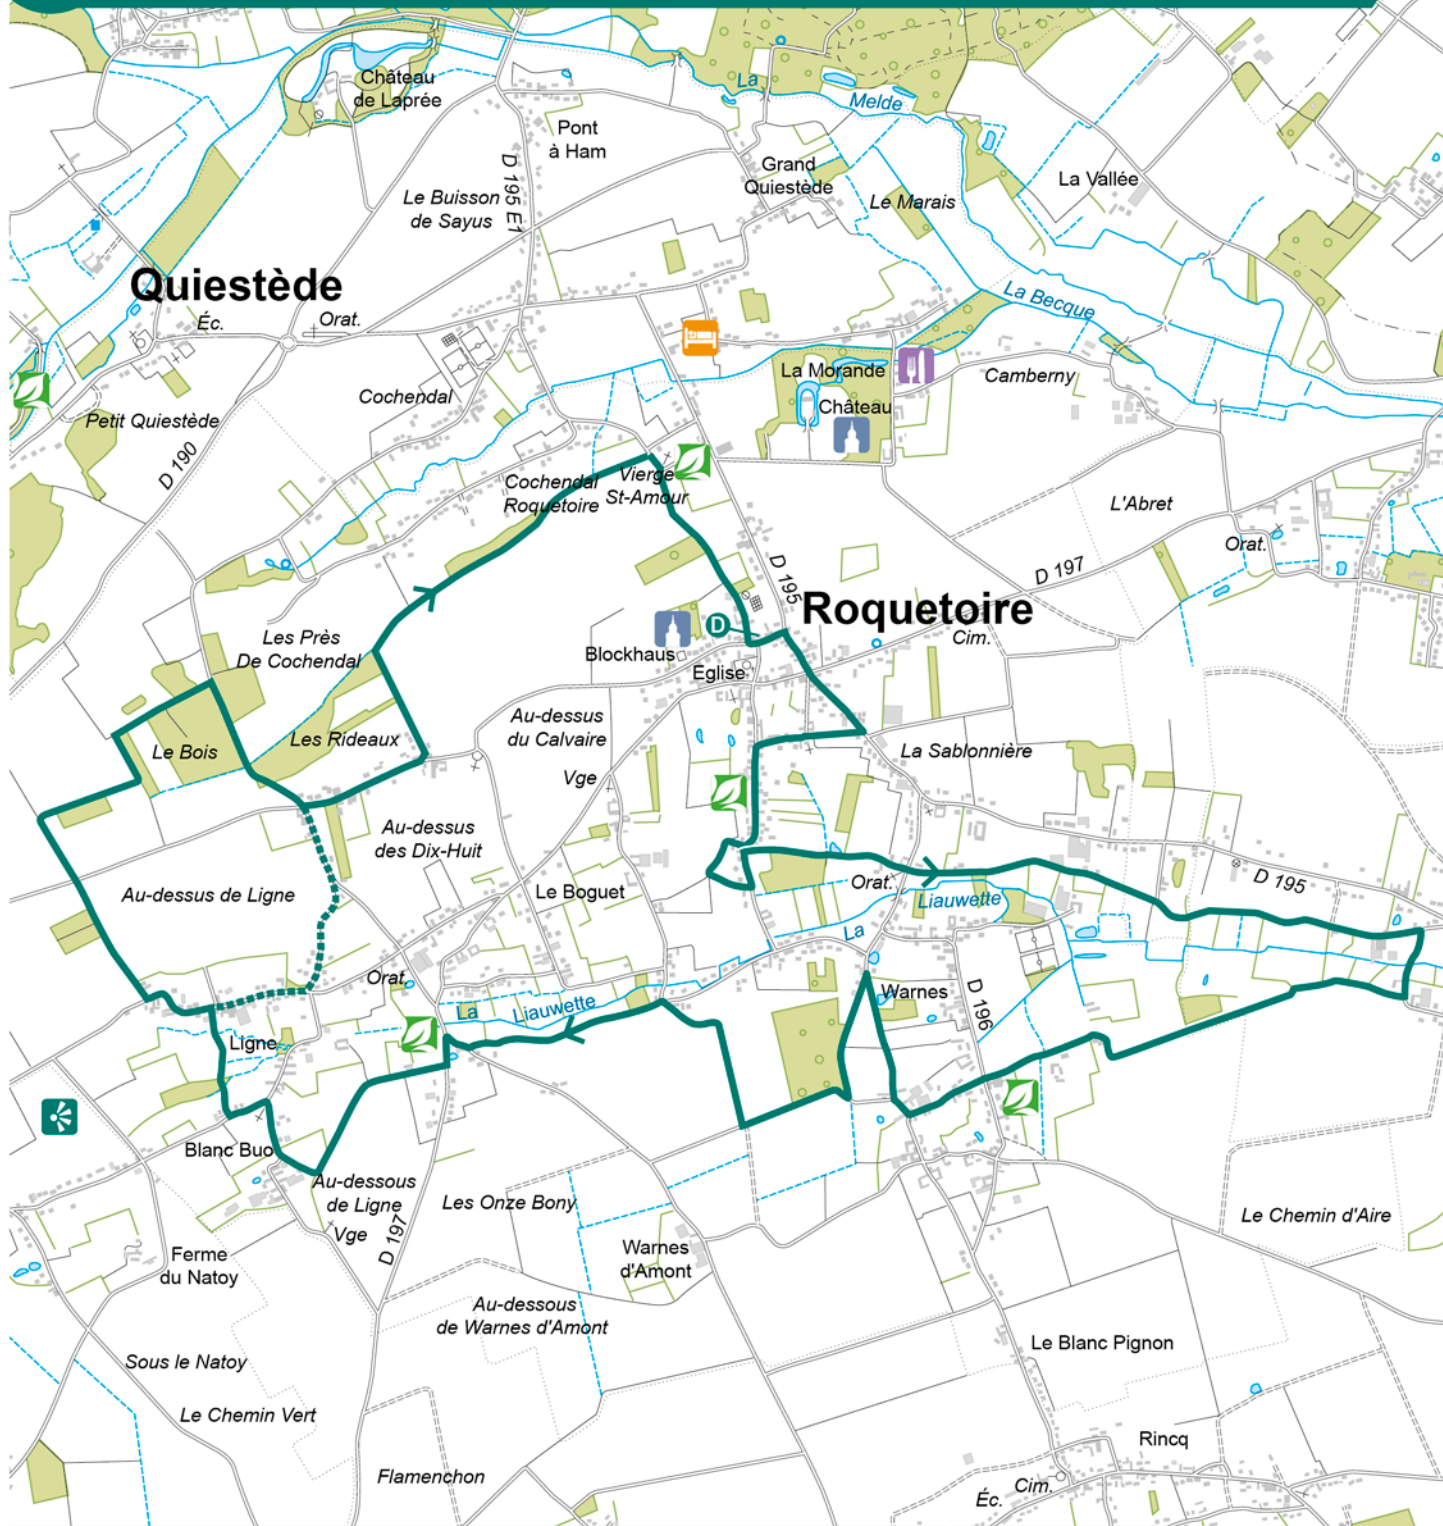 Château
de Laprée
La
Melde
Pont
à Ham
D 195 E1
Grand
Quiestède
La Vallée
Le Buisson
de Sayus
Le Marais
Quiestède
Éc.
Orat.
La Becque
La Morande
Camberny
Cochendal
Château
Petit Quiestède
D 190
Cochendal
Roquetoire
Vierge
St-Amour
L'Abret
Orat.
D 197
D 195
Roquetoire
D
Cim.
Les Près
De Cochendal
Blockhaus
Eglise
Au-dessus
du Calvaire
Le Bois
Les Rideaux
La Sablonnière
Vge
Au-dessus
des Dix-Huit
Au-dessus de Ligne
Le Boguet
Orat.
D 195
Liauwette
La
Orat.
Warnes
D 196
La
Liauwette
Ligne
Blanc Buo
Au-dessous
de Ligne
Vge
D 197
Les Onze Bony
Le Chemin d'Aire
Ferme
du Natoy
Warnes
d'Amont
Au-dessous
de Warnes d'Amont
Le Blanc Pignon
Sous le Natoy
Le Chemin Vert
Rincq
Flamenchon
Éc.
Cim.